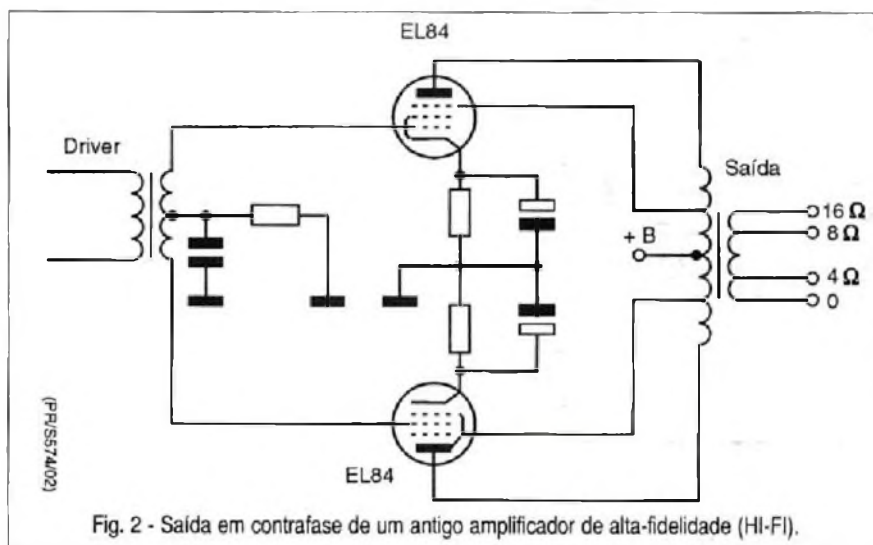 EL84
Driver
Saída
16 Ω
8 Ω
+ B
4 Ω
0
EL84
(PR/S574/02)
Fig. 2 - Saída em contrafase de um antigo amplificador de alta-fidelidade (HI-FI).